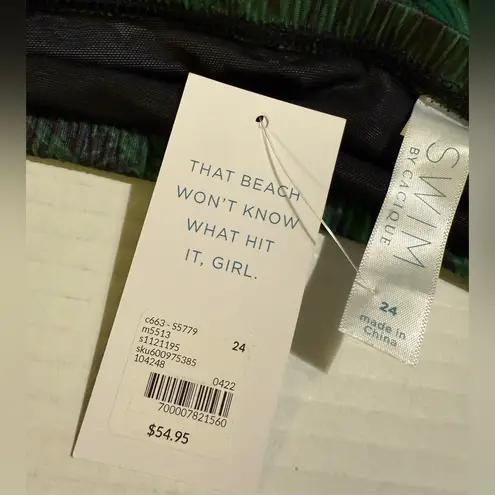 THAT BEACH
WON'T KNOW
WHAT HIT
IT, GIRL.
c663 - S5779
m5513
s1121195
sku600975385
104248
24
0422
700007821560
$54.95
SWIM
BY CACIQUE
24
made in
China